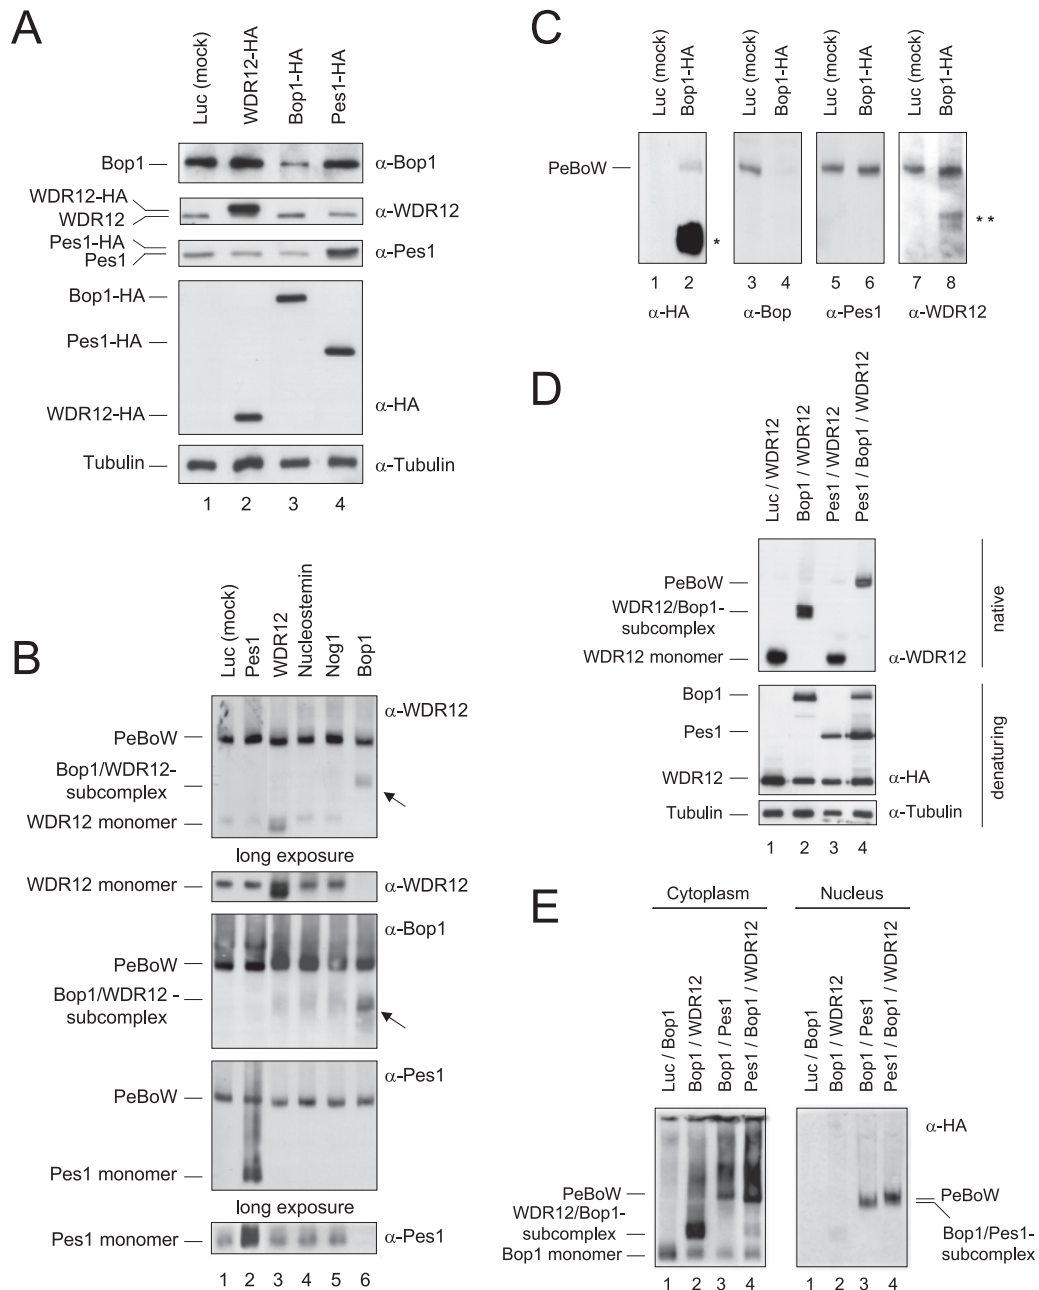 A
Luc (mock)
WDR12-HA
Bop1-HA
Pes1-HA
Bop1
α-Bop1
WDR12-HA
WDR12
α-WDR12
Pes1-HA
Pes1
α-Pes1
Bop1-HA
Pes1-HA
WDR12-HA
α-HA
Tubulin
α-Tubulin
1 2 3 4
B
Luc (mock)
Pes1
WDR12
Nucleostemin
Nog1
Bop1
α-WDR12
PeBoW
Bop1/WDR12-
subcomplex
WDR12 monomer
long exposure
WDR12 monomer
α-WDR12
α-Bop1
PeBoW
Bop1/WDR12 -
subcomplex
α-Pes1
PeBoW
Pes1 monomer
long exposure
Pes1 monomer
α-Pes1
1 2 3 4 5 6
C
Luc (mock)
Bop1-HA
Luc (mock)
Bop1-HA
Luc (mock)
Bop1-HA
Luc (mock)
Bop1-HA
PeBoW
*
**
1 2 3 4 5 6 7 8
α-HA α-Bop α-Pes1 α-WDR12
D
Luc / WDR12
Bop1 / WDR12
Pes1 / WDR12
Pes1 / Bop1 / WDR12
PeBoW
WDR12/Bop1-
subcomplex
WDR12 monomer
α-WDR12
native
Bop1
Pes1
WDR12
α-HA
Tubulin
α-Tubulin
denaturing
1 2 3 4
E
Cytoplasm Nucleus
Luc / Bop1
Bop1 / WDR12
Bop1 / Pes1
Pes1 / Bop1 / WDR12
Luc / Bop1
Bop1 / WDR12
Bop1 / Pes1
Pes1 / Bop1 / WDR12
α-HA
PeBoW
WDR12/Bop1-
subcomplex
Bop1 monomer
PeBoW
Bop1/Pes1-
subcomplex
1 2 3 4 1 2 3 4